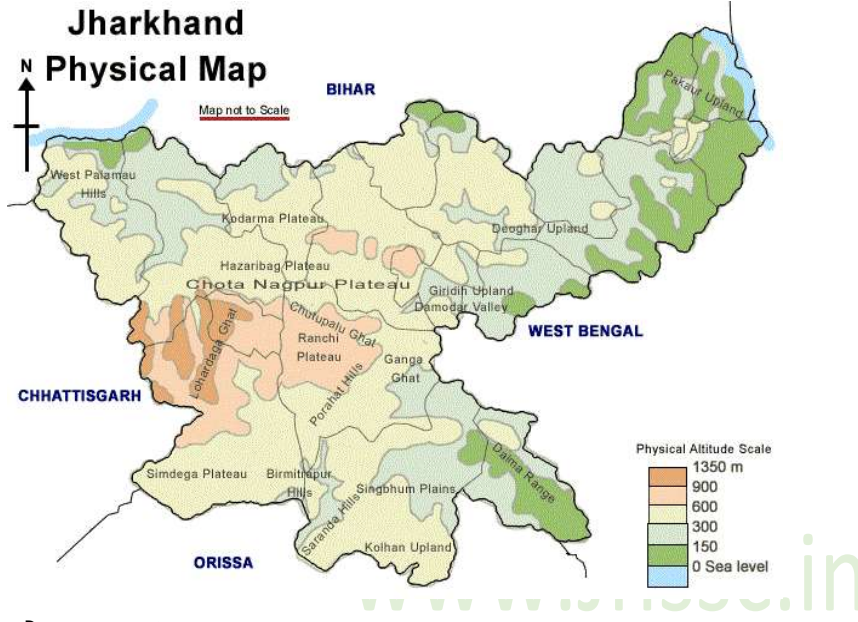 Jharkhand
Physical Map
N
Map not to Scale
BIHAR
Pakaur Upland
West Palamau
Hills
Kodarma Plateau
Deoghar Upland
Hazaribag Plateau
Chota Nagpur Plateau
Giridih Upland
Damodar Valley
Chutupalu Ghat
Lohardaga Ghat
Ranchi
Plateau
Ganga
Ghat
WEST BENGAL
CHHATTISGARH
Porahat Hills
Simdega Plateau
Birmitrapur
Hills
Singbhum Plains
Dalma Range
Saranda Hills
Kolhan Upland
ORISSA
Physical Altitude Scale
1350 m
900
600
300
150
0 Sea level